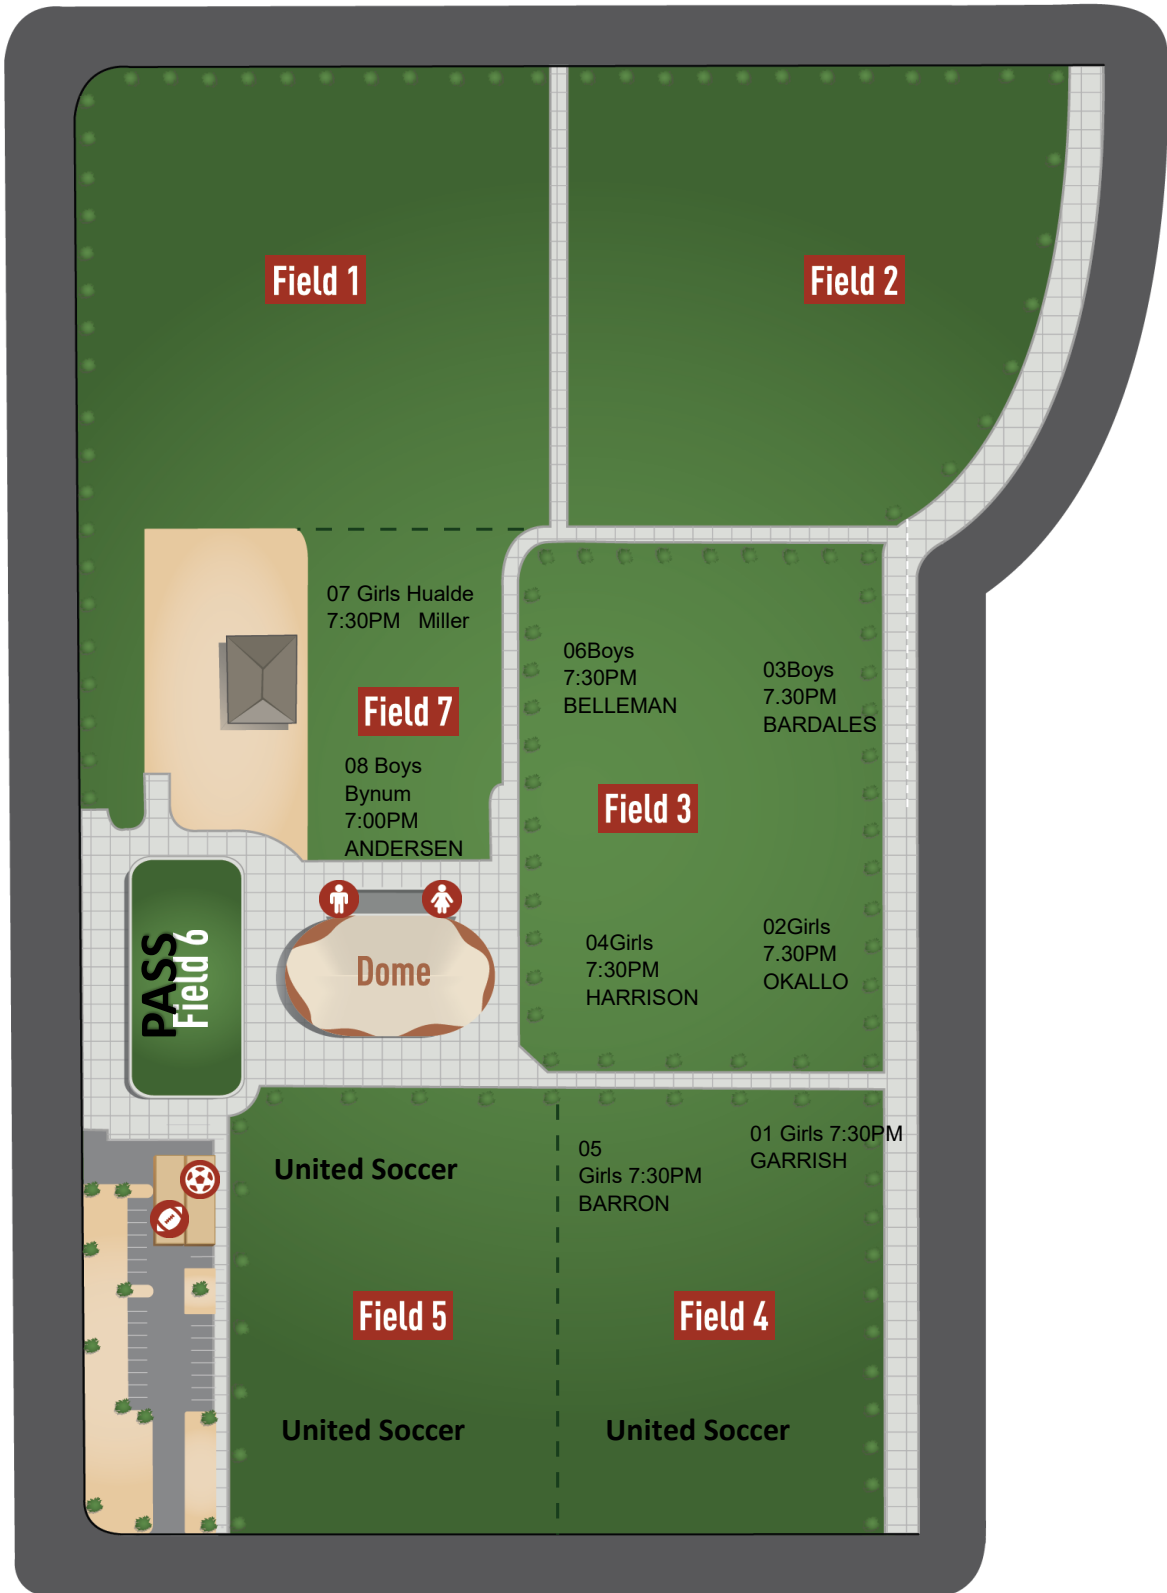 Field 1
Field 2
07 Girls Hualde
7:30PM   Miller
Field 7
08 Boys
Bynum
7:00PM
ANDERSEN
06Boys
7:30PM
BELLEMAN
03Boys
7.30PM
BARDALES
Field 3
04Girls
7:30PM
HARRISON
02Girls
7.30PM
OKALLO
PASS
Field 6
Dome
United Soccer
05
Girls 7:30PM
BARRON
01 Girls 7:30PM
GARRISH
Field 5
Field 4
United Soccer
United Soccer